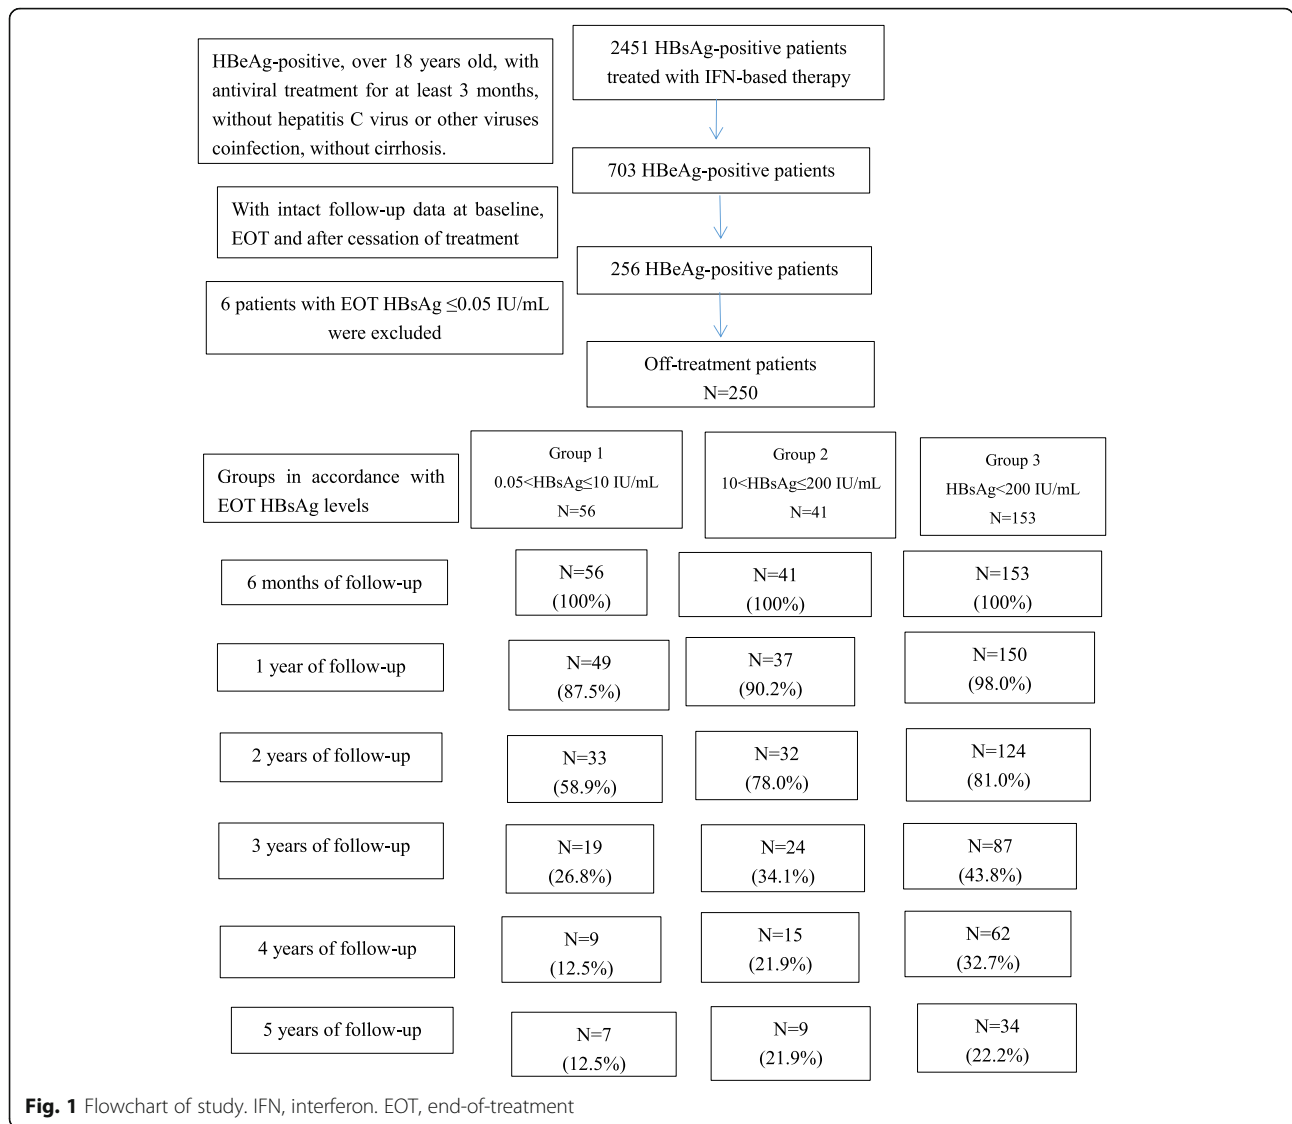 2451 HBsAg-positive patients
treated with IFN-based therapy
HBeAg-positive, over 18 years old, with
antiviral treatment for at least 3 months,
without hepatitis C virus or other viruses
coinfection, without cirrhosis.
703 HBeAg-positive patients
With intact follow-up data at baseline,
EOT and after cessation of treatment
256 HBeAg-positive patients
6 patients with EOT HBsAg ≤0.05 IU/mL
were excluded
Off-treatment patients
N=250
Groups in accordance with
EOT HBsAg levels
Group 1
0.05<HBsAg≤10 IU/mL
N=56
Group 2
10<HBsAg≤200 IU/mL
N=41
Group 3
HBsAg<200 IU/mL
N=153
6 months of follow-up
N=56
(100%)
N=41
(100%)
N=153
(100%)
1 year of follow-up
N=49
(87.5%)
N=37
(90.2%)
N=150
(98.0%)
2 years of follow-up
N=33
(58.9%)
N=32
(78.0%)
N=124
(81.0%)
3 years of follow-up
N=19
(26.8%)
N=24
(34.1%)
N=87
(43.8%)
4 years of follow-up
N=9
(12.5%)
N=15
(21.9%)
N=62
(32.7%)
5 years of follow-up
N=7
(12.5%)
N=9
(21.9%)
N=34
(22.2%)
Fig. 1 Flowchart of study. IFN, interferon. EOT, end-of-treatment